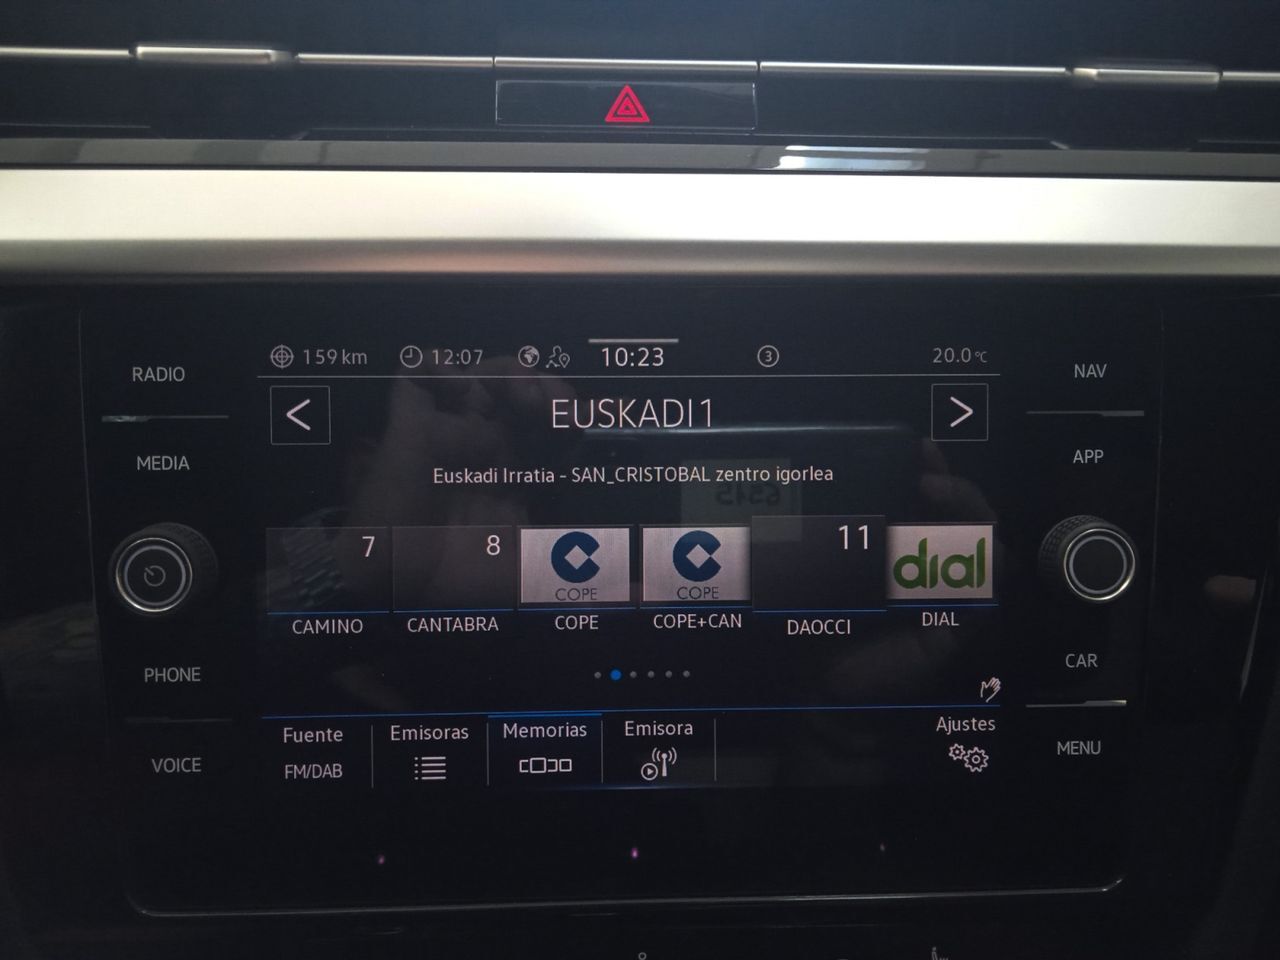 159 km
12:07
10:23
3
20.0 °C
RADIO
NAV
< EUSKADI1 >
MEDIA
APP
Euskadi Irratia - SAN_CRISTOBAL zentro igorlea
7
8
COPE
COPE
11
dial
CAMINO
CANTABRA
COPE
COPE+CAN
DAOCCI
DIAL
PHONE
CAR
Fuente
FM/DAB
Emisoras
Memorias
Emisora
Ajustes
VOICE
MENU